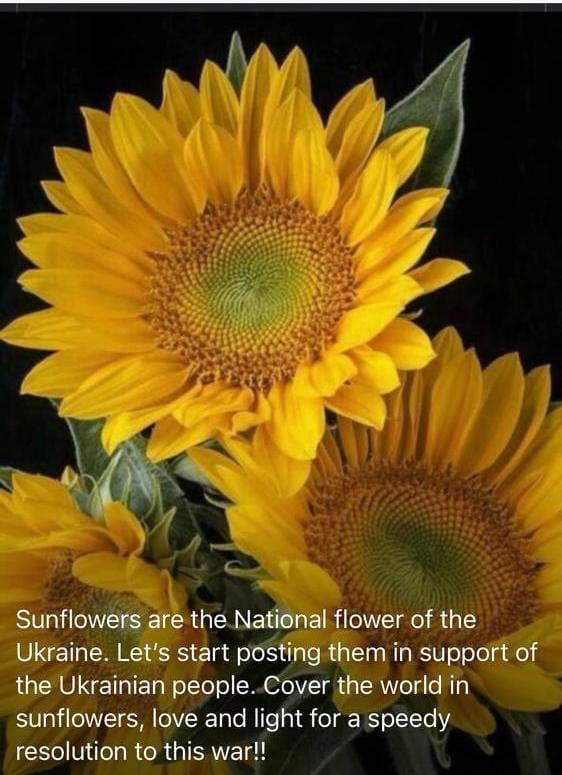 Sunflowers are the National flower of the
Ukraine. Let’s start posting them in support of
the Ukrainian people. Cover the world in
sunflowers, love and light for a speedy
resolution to this war!!